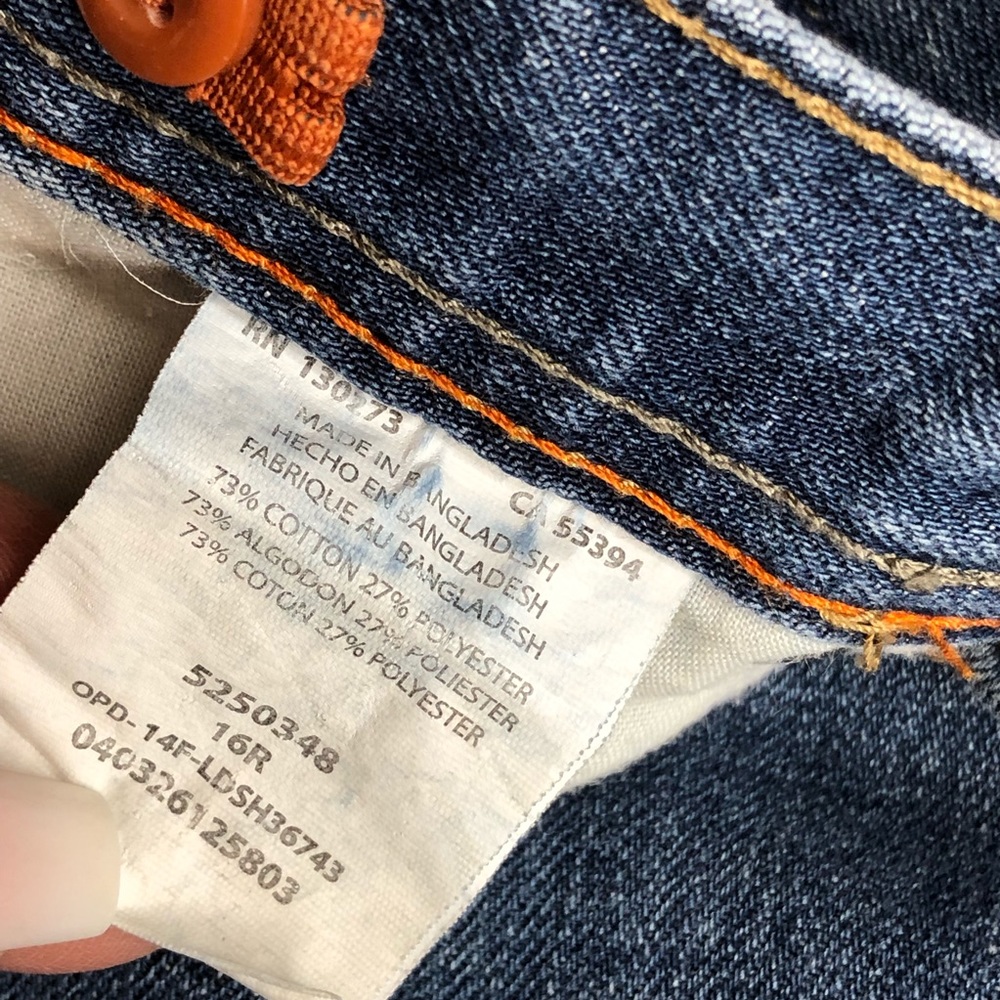 RN 130273 CA 55394
MADE IN BANGLADESH
HECHO EN BANGLADESH
FABRIQUE AU BANGLADESH
73% COTTON 27% POLYESTER
73% ALGODON 27% POLIESTER
73% COTON 27% POLYESTER
5250348
16R
OPD-14F-LDSH36743
040326125803